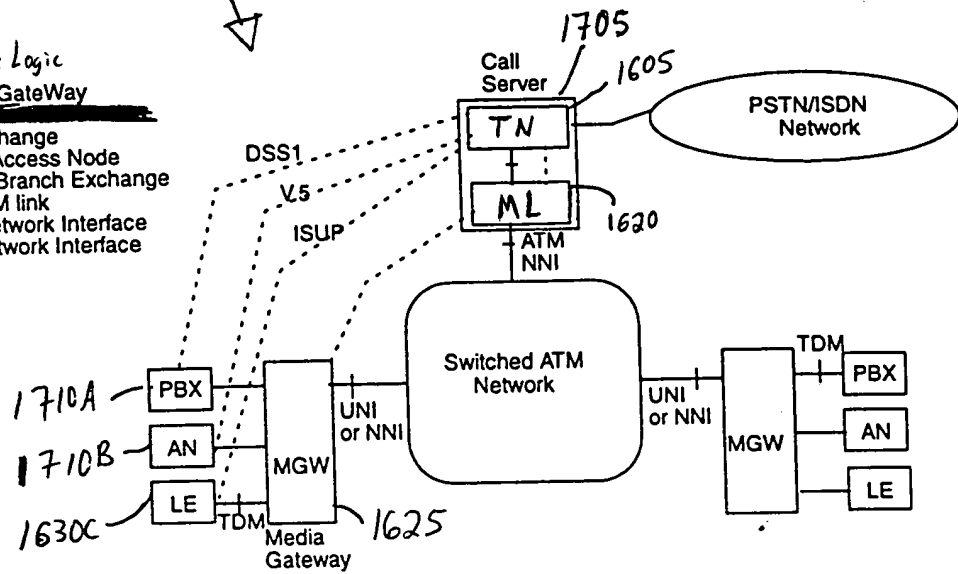 Logic
GateWay
hange
Access Node
Branch Exchange
M link
etwork Interface
twork Interface
1705
Call
Server
1605
TN
PSTN/ISDN
Network
DSS1
V.5
ISUP
ML
1620
ATM
NNI
Switched ATM
Network
1710A
PBX
UNI
or NNI
UNI
or NNI
TDM
PBX
1710B
AN
MGW
MGW
AN
1630C
LE
TDM
LE
Media
Gateway
1625